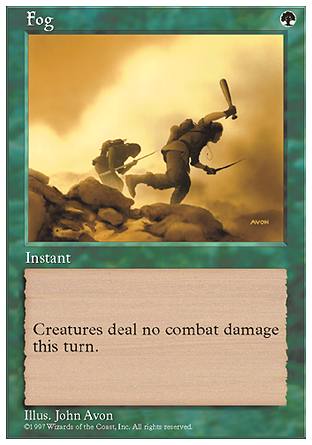 Fog
AVON
Instant
Creatures deal no combat damage
this turn.
Illus. John Avon
©1997 Wizards of the Coast, Inc. All rights reserved.